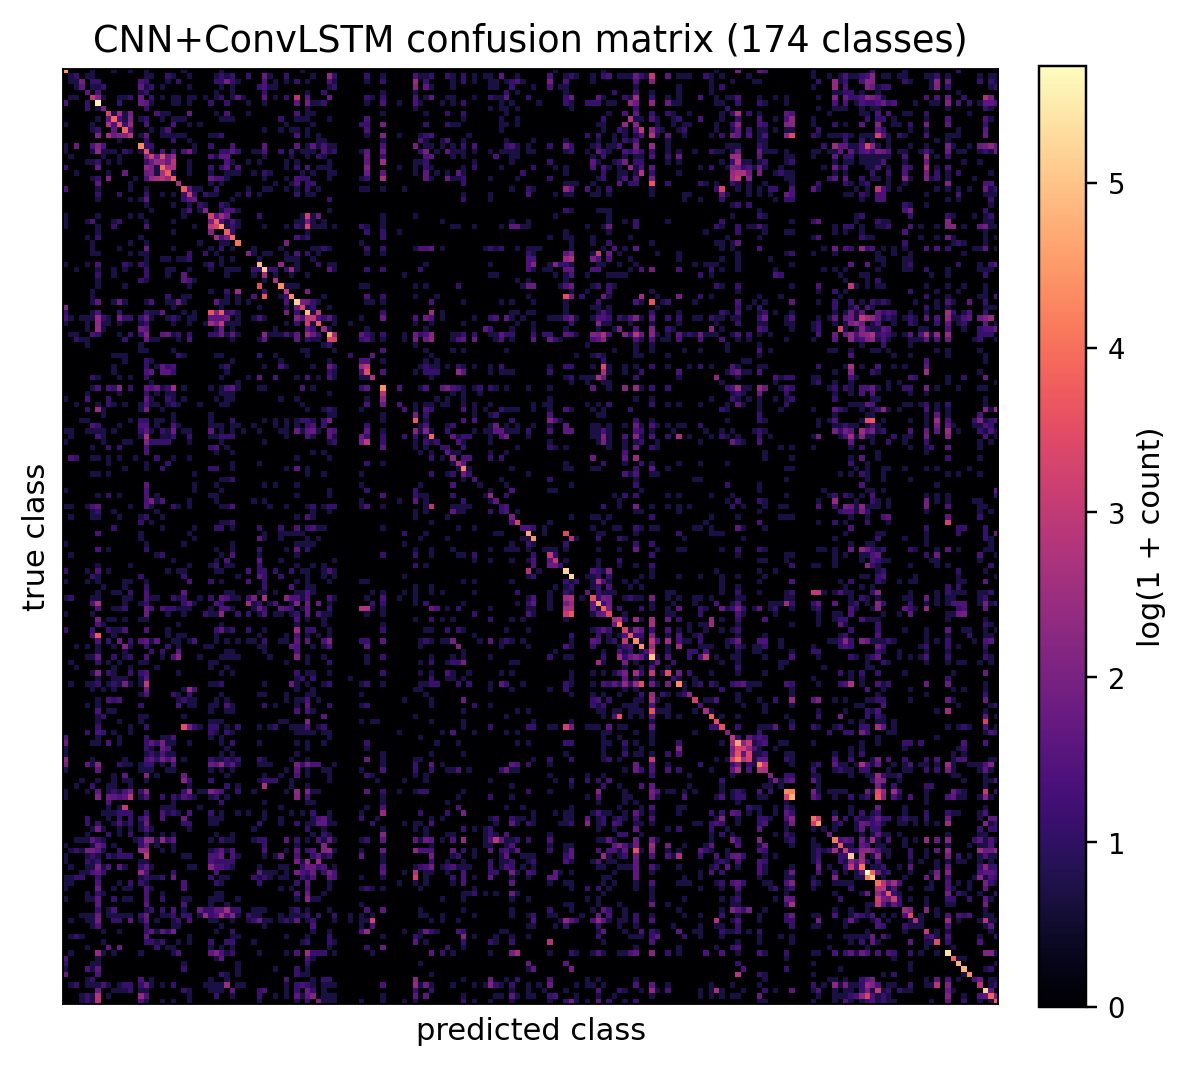 CNN+ConvLSTM confusion matrix (174 classes)
true class
predicted class
5
4
3
2
1
0
log(1 + count)